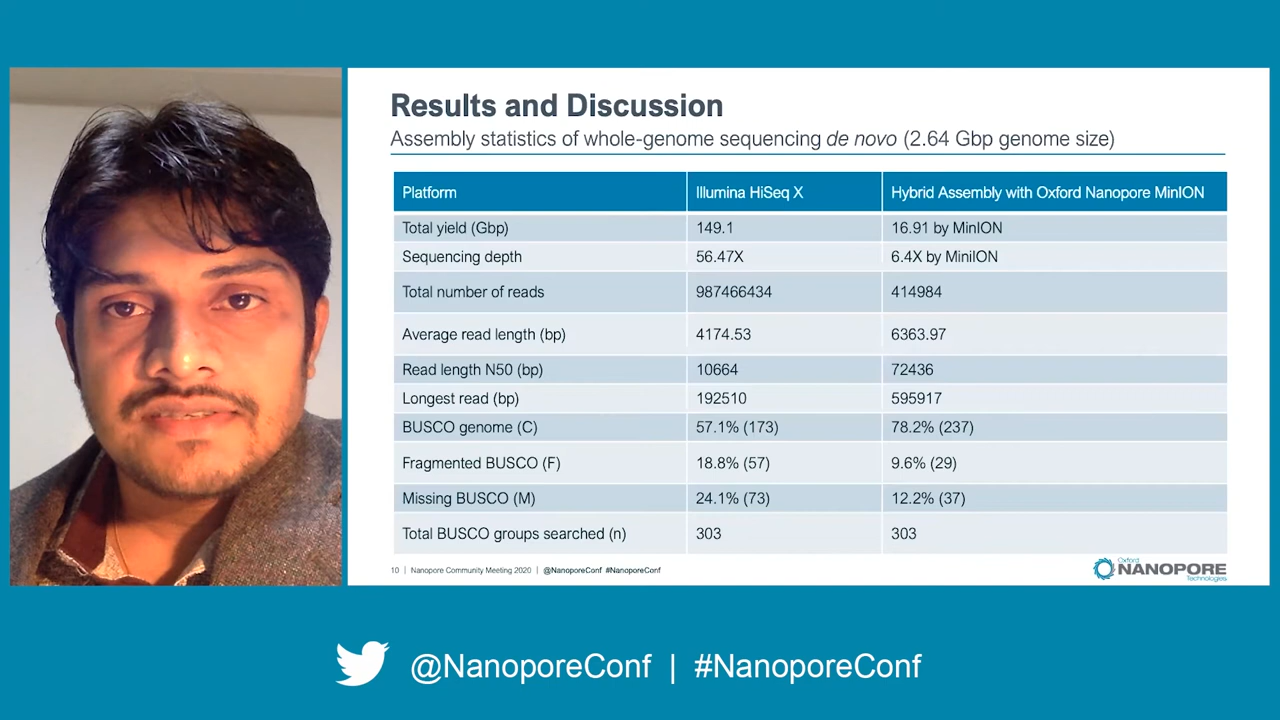 Results and Discussion
Assembly statistics of whole-genome sequencing de novo (2.64 Gbp genome size)
Platform Illumina HiSeq X Hybrid Assembly with Oxford Nanopore MinION
Total yield (Gbp) 149.1 16.91 by MinION
Sequencing depth 56.47X 6.4X by MiniION
Total number of reads 987466434 414984
Average read length (bp) 4174.53 6363.97
Read length N50 (bp) 10664 72436
Longest read (bp) 192510 595917
BUSCO genome (C) 57.1% (173) 78.2% (237)
Fragmented BUSCO (F) 18.8% (57) 9.6% (29)
Missing BUSCO (M) 24.1% (73) 12.2% (37)
Total BUSCO groups searched (n) 303 303
10 | Nanopore Community Meeting 2020 | @NanoporeConf #NanoporeConf
Oxford
NANOPORE
Technologies
@NanoporeConf | #NanoporeConf